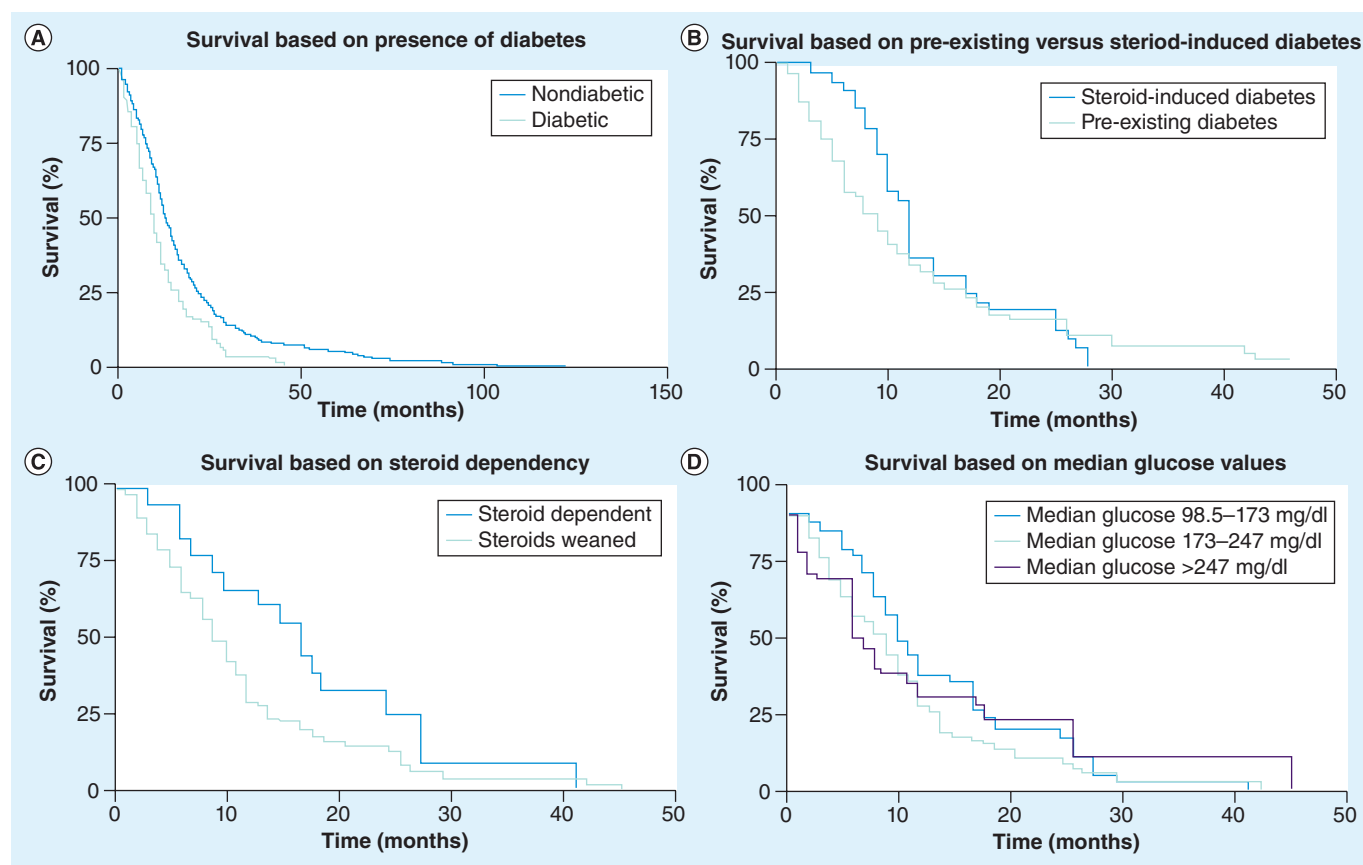 A
Survival based on presence of diabetes
100
75
50
25
0
Survival (%)
Nondiabetic
Diabetic
0
50
100
150
Time (months)
B
Survival based on pre-existing versus steriod-induced diabetes
100
75
50
25
0
Survival (%)
Steroid-induced diabetes
Pre-existing diabetes
0
10
20
30
40
50
Time (months)
C
Survival based on steroid dependency
100
75
50
25
0
Survival (%)
Steroid dependent
Steroids weaned
0
10
20
30
40
50
Time (months)
D
Survival based on median glucose values
100
75
50
25
0
Survival (%)
Median glucose 98.5–173 mg/dl
Median glucose 173–247 mg/dl
Median glucose >247 mg/dl
0
10
20
30
40
50
Time (months)